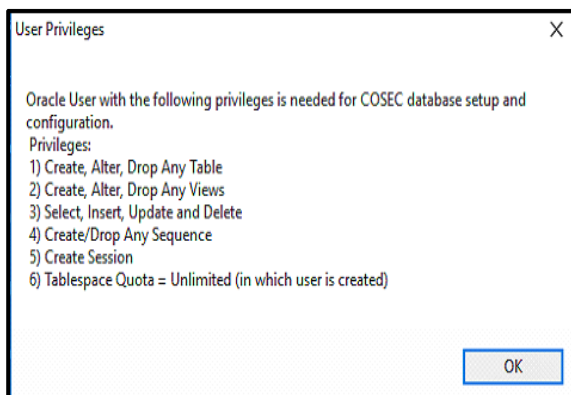 User Privileges
Oracle User with the following privileges is needed for COSEC database setup and
configuration.
Privileges:
1) Create, Alter, Drop Any Table
2) Create, Alter, Drop Any Views
3) Select, Insert, Update and Delete
4) Create/Drop Any Sequence
5) Create Session
6) Tablespace Quota = Unlimited (in which user is created)
OK